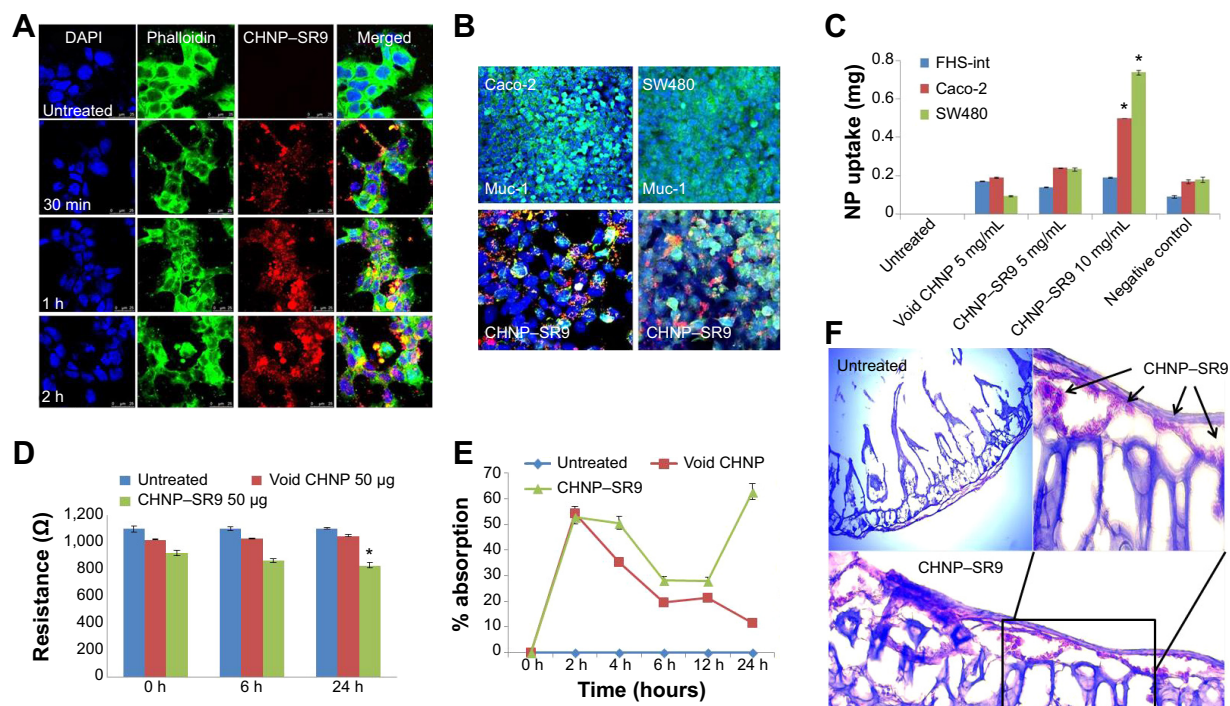 A
DAPI Phalloidin CHNP–SR9 Merged
Untreated
30 min
1 h
2 h
B
Caco-2 SW480
Muc-1 Muc-1
CHNP–SR9 CHNP–SR9
C
NP uptake (mg)
0.8
0.6
0.4
0.2
0
FHS-int
Caco-2
SW480
* *
Untreated
Void CHNP 5 mg/mL
CHNP–SR9 5 mg/mL
CHNP–SR9 10 mg/mL
Negative control
D
Untreated Void CHNP 50 µg
CHNP–SR9 50 µg
Resistance (Ω)
1,200
1,000
800
600
400
200
0
*
0 h 6 h 24 h
E
Untreated Void CHNP
CHNP–SR9
% absorption
70
60
50
40
30
20
10
0
0 h 2 h 4 h 6 h 12 h 24 h
Time (hours)
F
Untreated
CHNP–SR9
CHNP–SR9